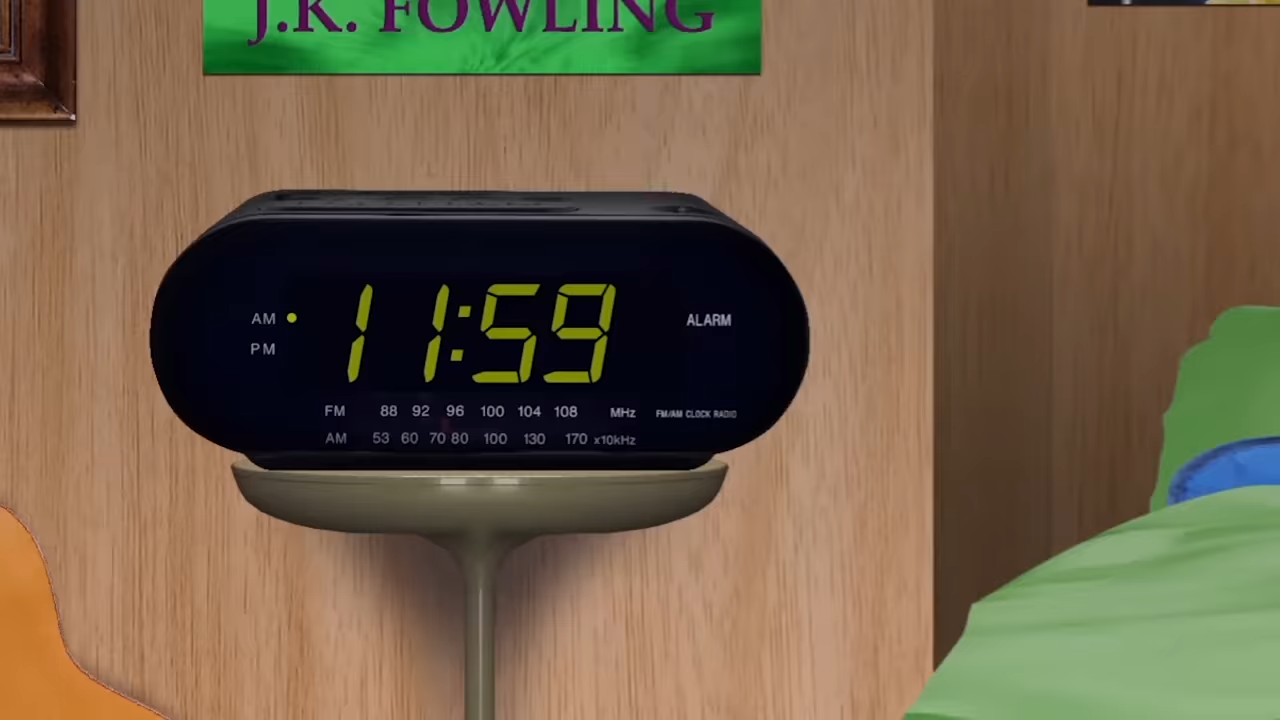 J.K. FOWLING
AM 11:59 ALARM
PM
FM 88 92 96 100 104 108 MHz FM/AM CLOCK RADIO
AM 53 60 70 80 100 130 170 x10kHz